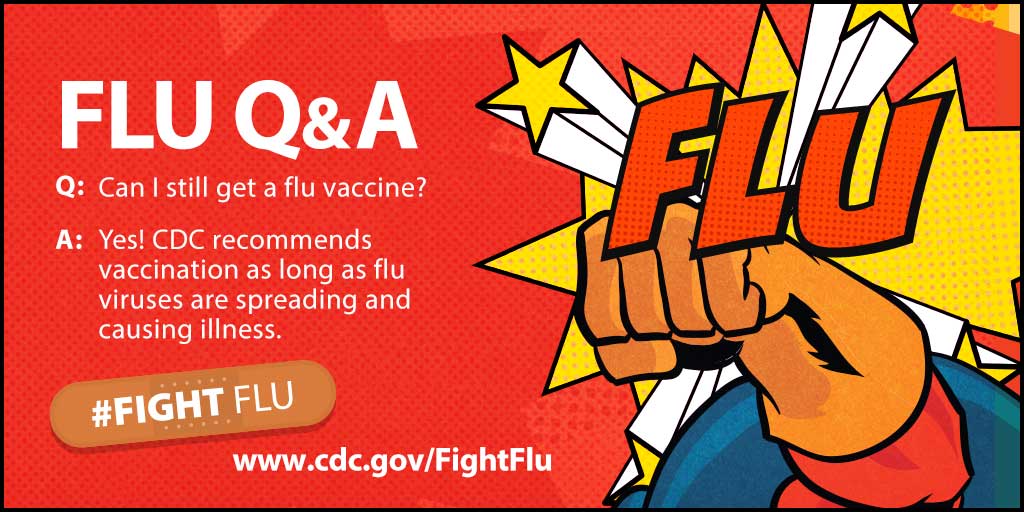 FLU Q&A
Q: Can I still get a flu vaccine?
A: Yes! CDC recommends
vaccination as long as flu
viruses are spreading and
causing illness.
#FIGHT FLU
www.cdc.gov/FightFlu
FLU